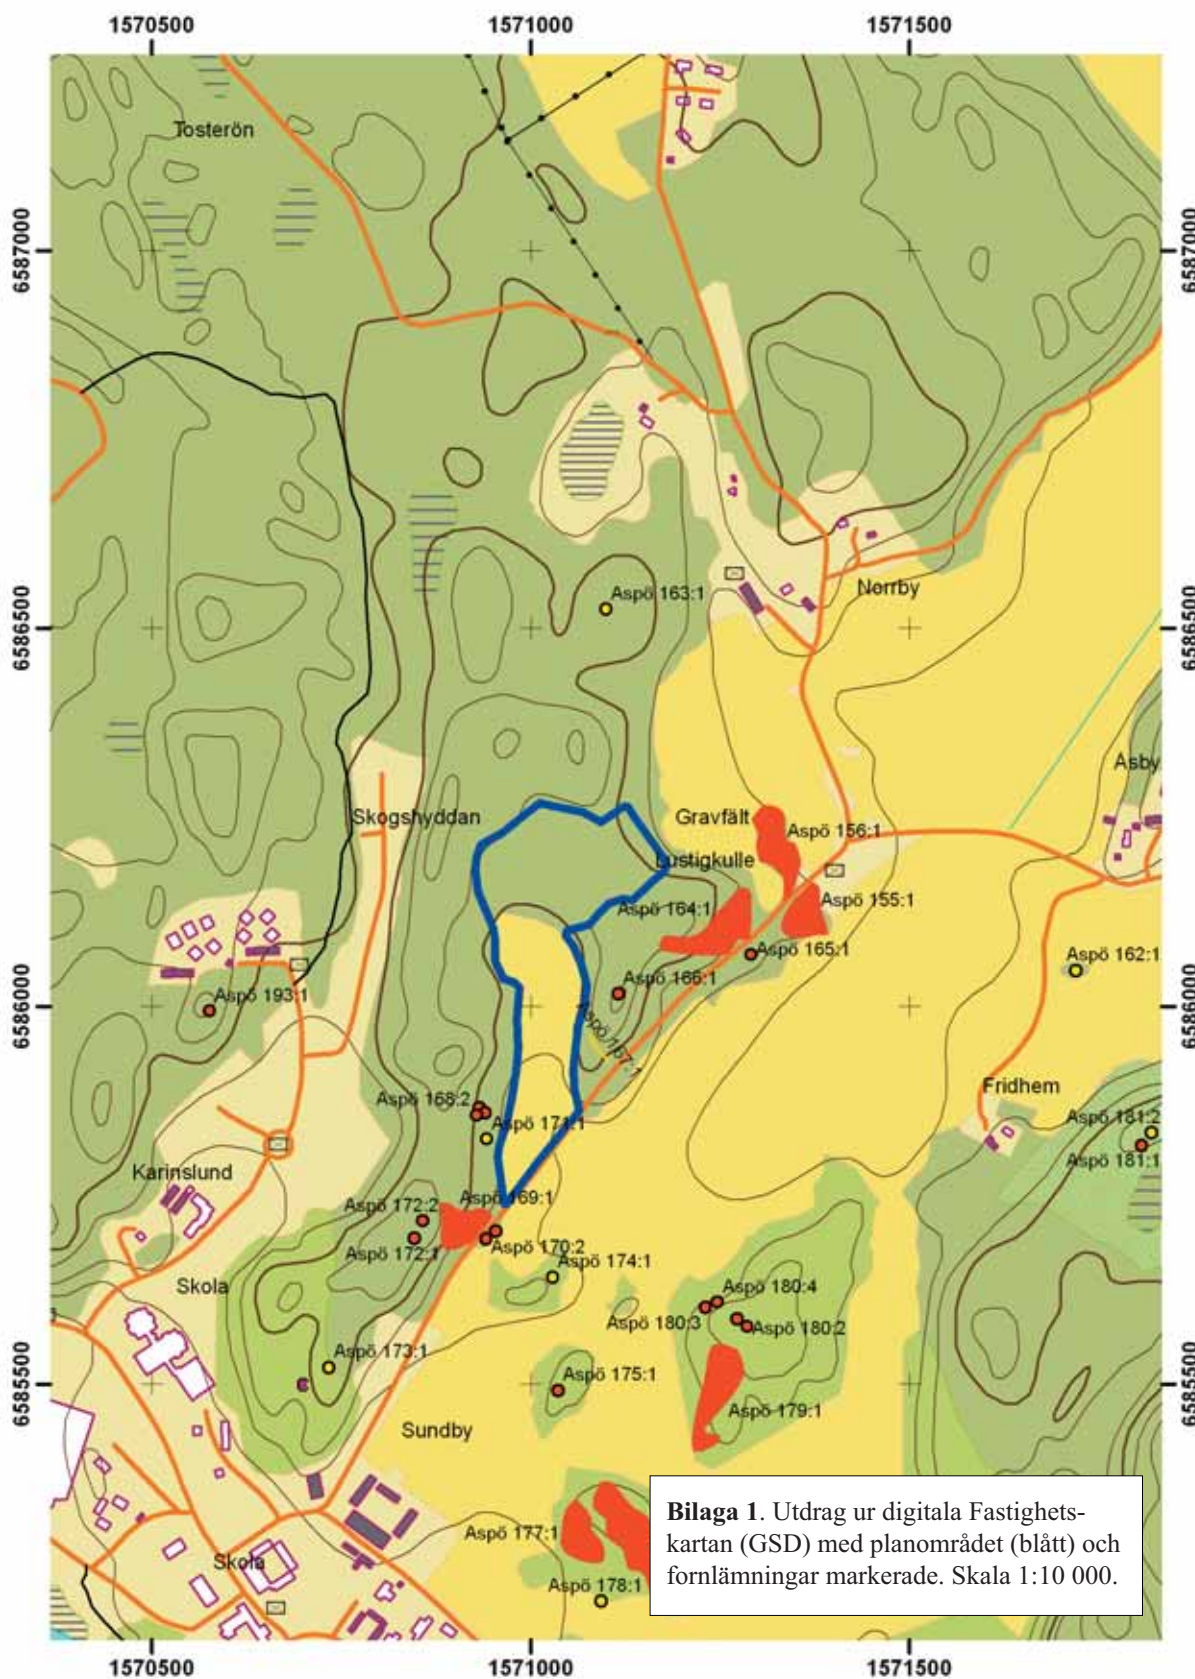 1570500 1571000 1571500
Tosterön
6587000 6587000
Aspö 163:1
Norrby
6586500 6586500
Åsby
Skogshyddan
Gravfält
Aspö 156:1
Lustigkulle
Aspö 164:1
Aspö 155:1
Aspö 165:1
Aspö 162:1
Aspö 166:1
Aspö 193:1
6586000 6586000
Aspö 167:1
Fridhem
Aspö 168:2
Aspö 171:1
Aspö 181:2
Aspö 181:1
Karinslund
Aspö 169:1
Aspö 172:2
Aspö 172:1
Aspö 170:2
Aspö 174:1
Skola
Aspö 180:4
Aspö 180:3
Aspö 180:2
Aspö 173:1
Aspö 175:1
6585500 6585500
Aspö 179:1
Sundby
Aspö 177:1
Skola
Aspö 178:1
Bilaga 1. Utdrag ur digitala Fastighets-
kartan (GSD) med planområdet (blått) och
fornlämningar markerade. Skala 1:10 000.
1570500 1571000 1571500